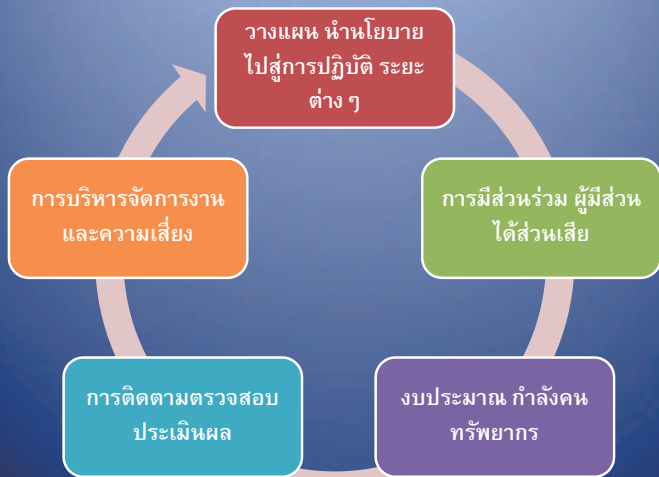 วางแผน นำนโยบาย
ไปสู่การปฏิบัติ ระยะ
ต่าง ๆ
การมีส่วนร่วม ผู้มีส่วน
ได้ส่วนเสีย
งบประมาณ กำลังคน
ทรัพยากร
การติดตามตรวจสอบ
ประเมินผล
การบริหารจัดการงาน
และความเสี่ยง